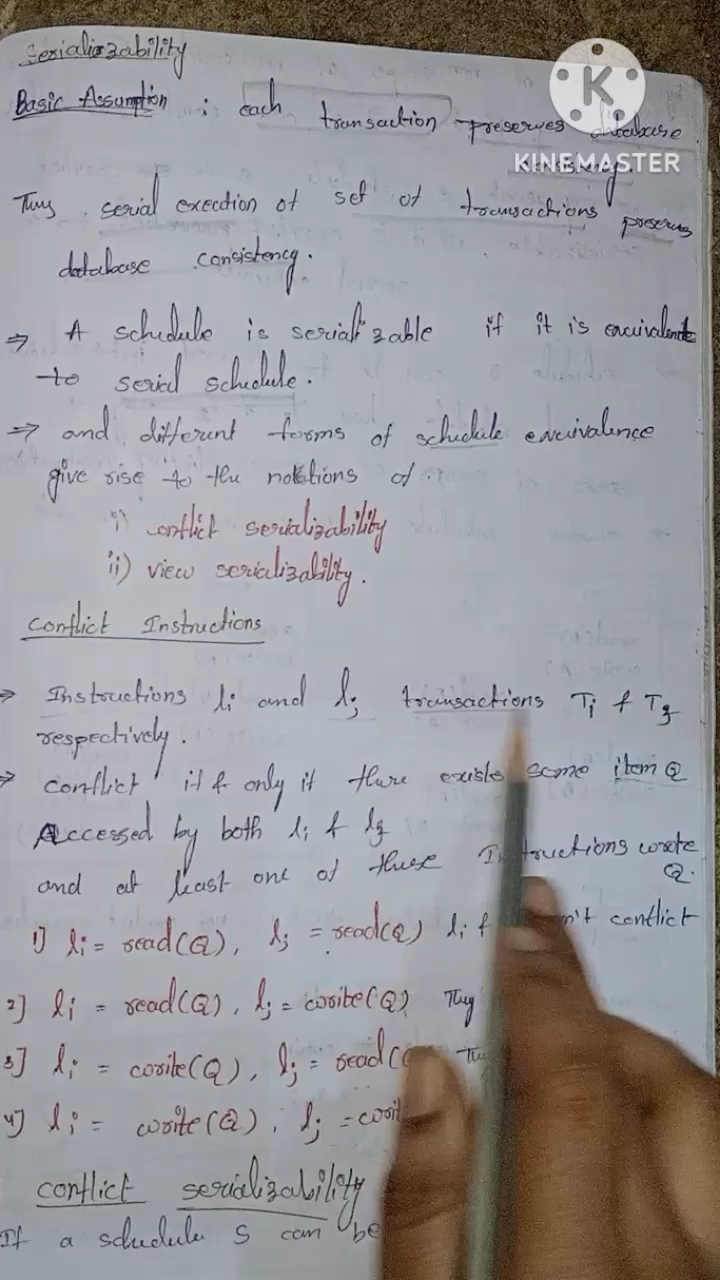 Serializability
K
KINEMASTER
Basic Assumption : each transaction preserves database
consistency.
Thus serial execution of set of transactions preserves
database consistency.
⇒ A schedule is serializable if it is equivalent
to serial schedule.
⇒ and different forms of schedule equivalence
give rise to the notations of.
i) conflict serializability
ii) view serializability.
Conflict Instructions
→ Instructions li and lj transactions Ti & Tj
respectively.
→ conflict if & only if there exists some item Q
Accessed by both li & lj
and at least one of these Instructions wrote
Q.
1) li = read(Q), lj = read(Q) li & conflict
2] li = read(Q), lj = write(Q) They
3] li = write(Q), lj = read(
4] li = write(Q), lj =
conflict serializability
If a schedule S can be